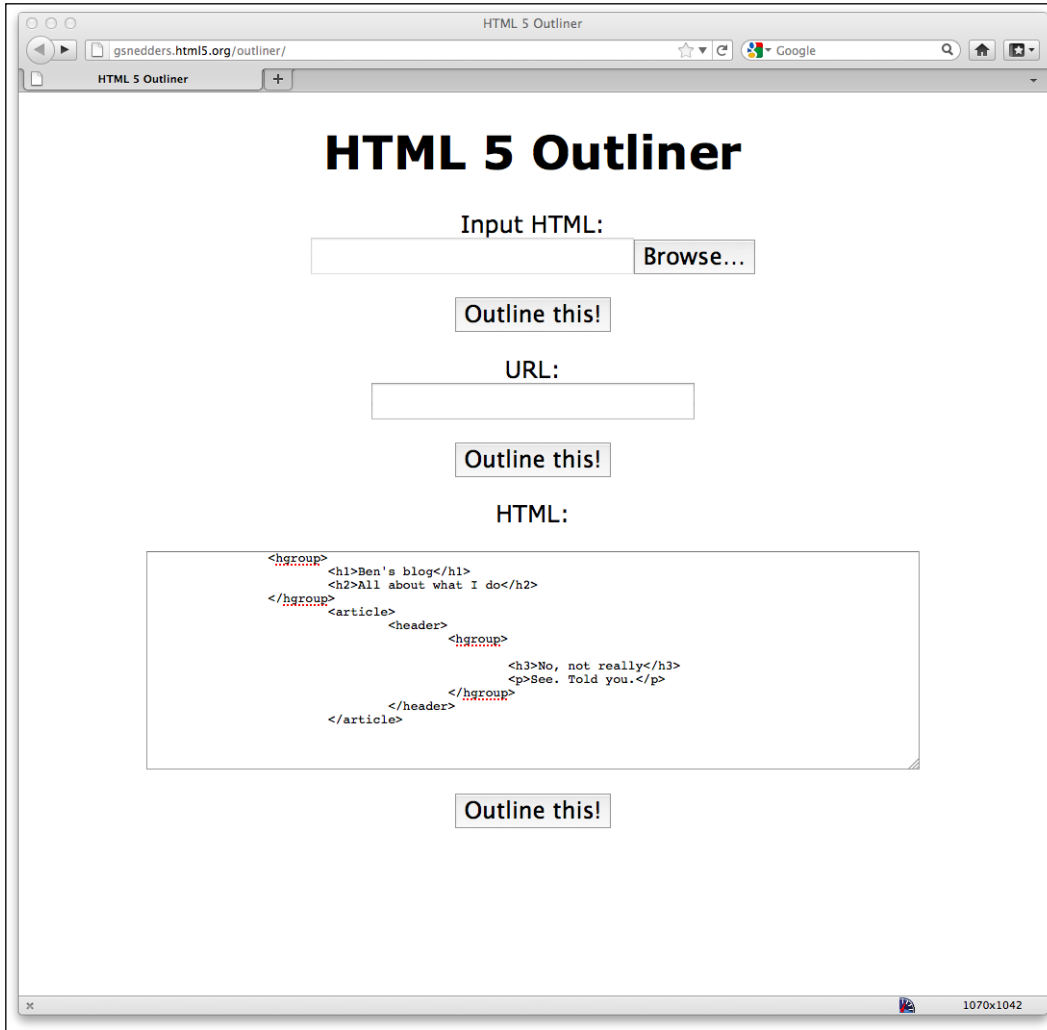 HTML 5 Outliner
gsnedders.html5.org/outliner/
Google
HTML 5 Outliner
HTML 5 Outliner
Input HTML:
Browse...
Outline this!
URL:
Outline this!
HTML:
<hgroup>
<h1>Ben's blog</h1>
<h2>All about what I do</h2>
</hgroup>
<article>
<header>
<hgroup>
<h3>No, not really</h3>
<p>See. Told you.</p>
</hgroup>
</header>
</article>
Outline this!
1070x1042